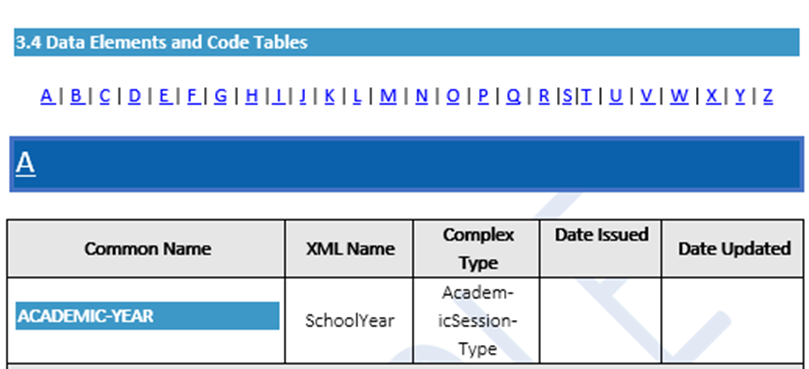 3.4 Data Elements and Code Tables
A | B | C | D | E | F | G | H | I | J | K | L | M | N | O | P | Q | R |S|T | U | V | W | X | Y | Z
A
Common Name
XML Name
Complex
Type
Date Issued
Date Updated
ACADEMIC-YEAR
SchoolYear
Academ-
icSession-
Type